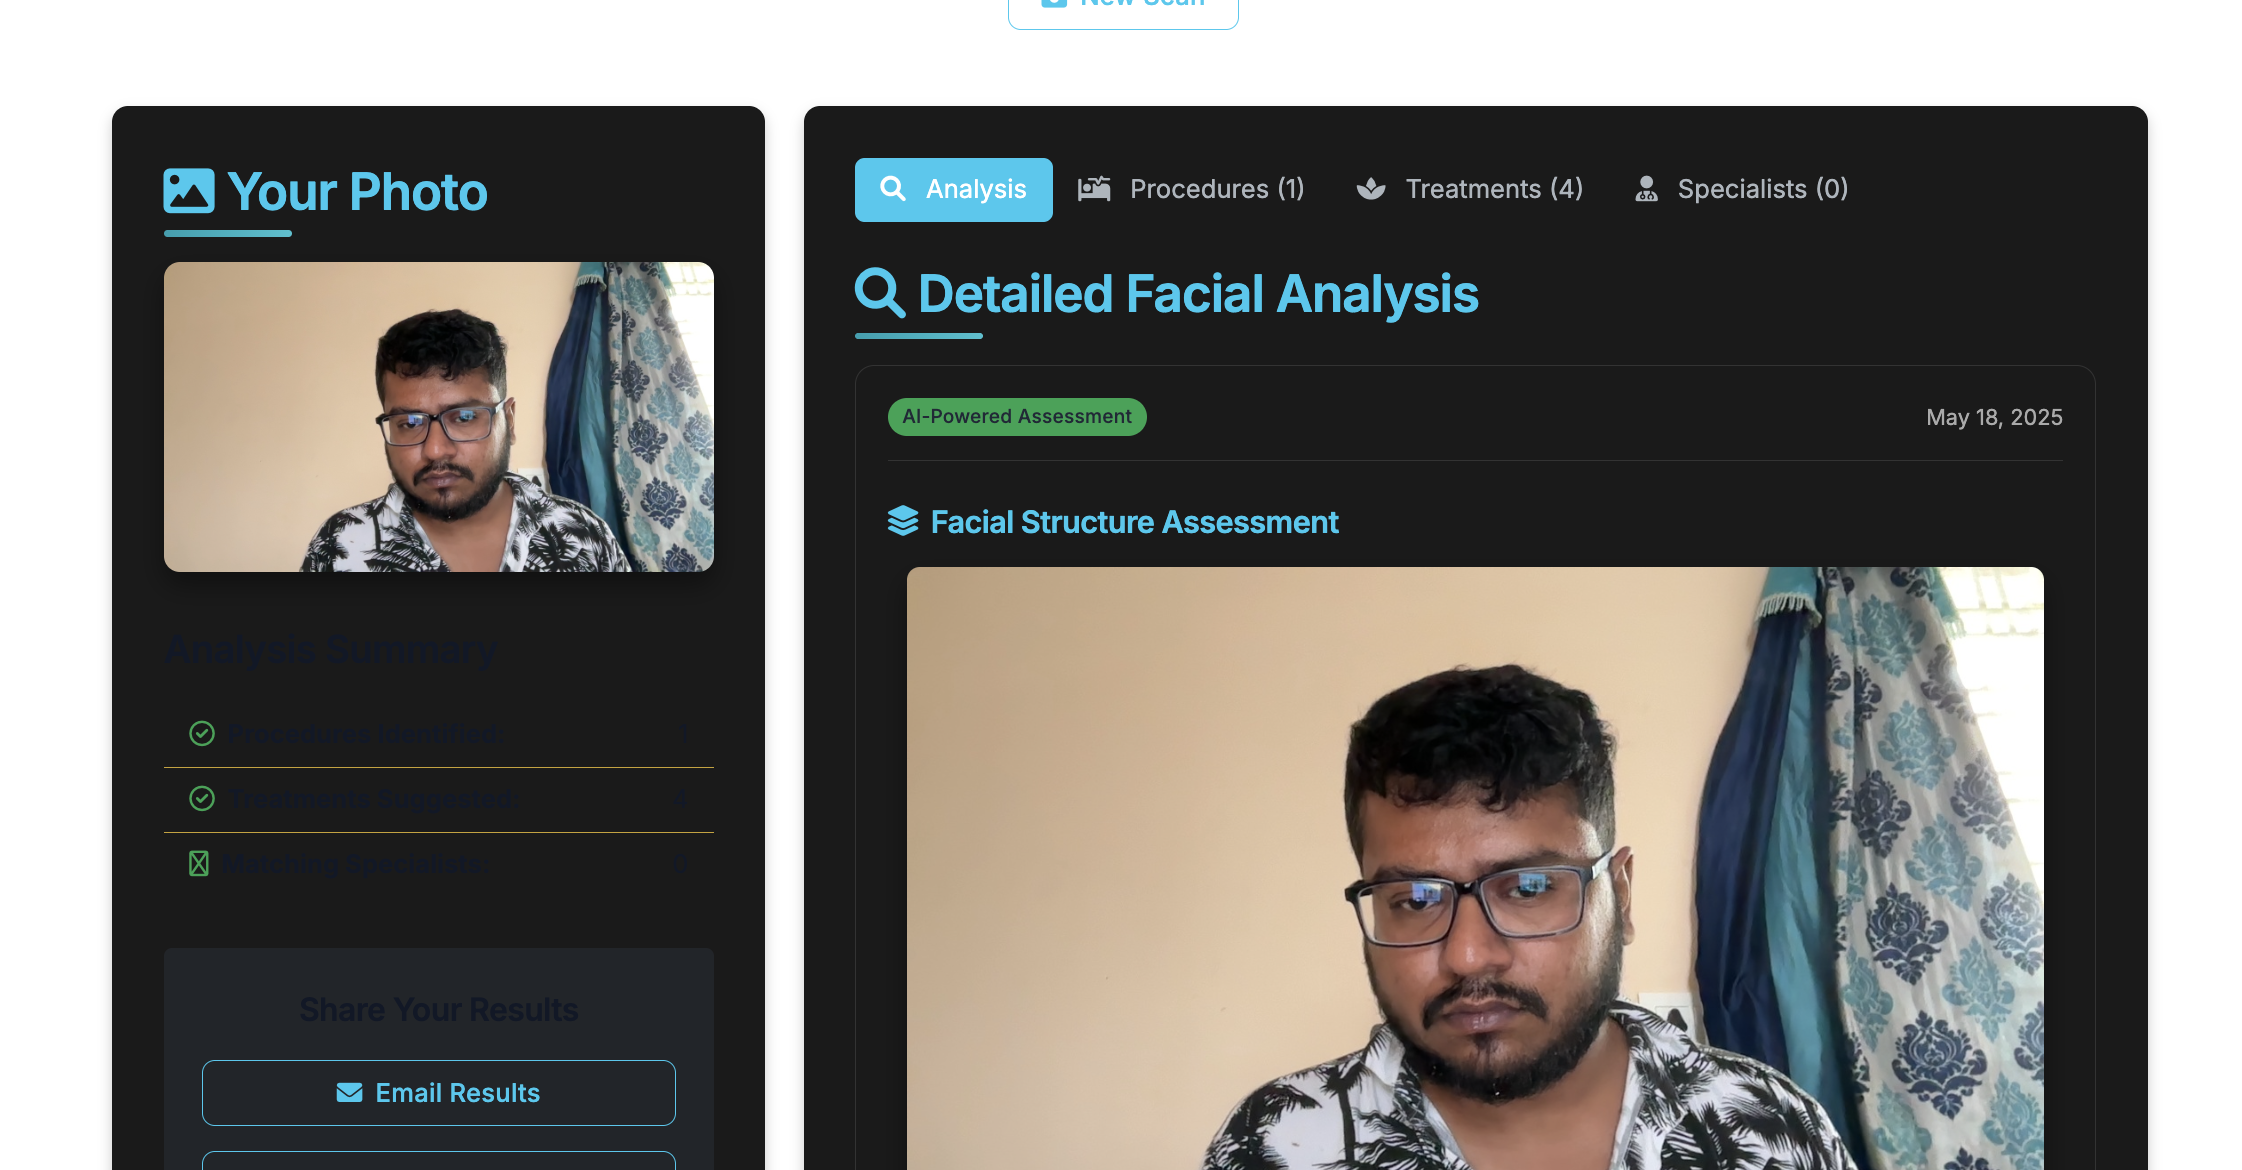 New Scan
Your Photo
Analysis Summary
Procedures Identified: 1
Treatments Suggested: 4
Matching Specialists: 0
Share Your Results
Email Results
Analysis
Procedures (1)
Treatments (4)
Specialists (0)
Detailed Facial Analysis
AI-Powered Assessment
May 18, 2025
Facial Structure Assessment